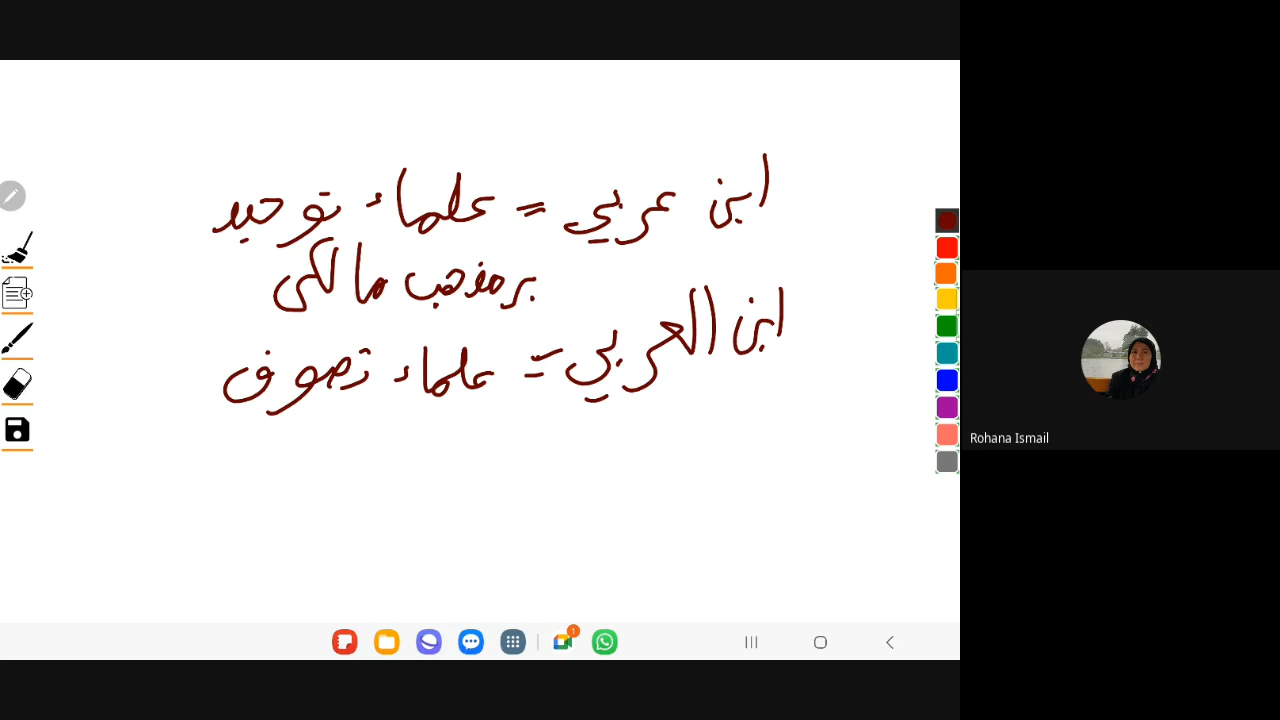 ابن عربي = علماء توحيد
برمذهب مالكي
ابن العربي = علماء تصوف
Rohana Ismail